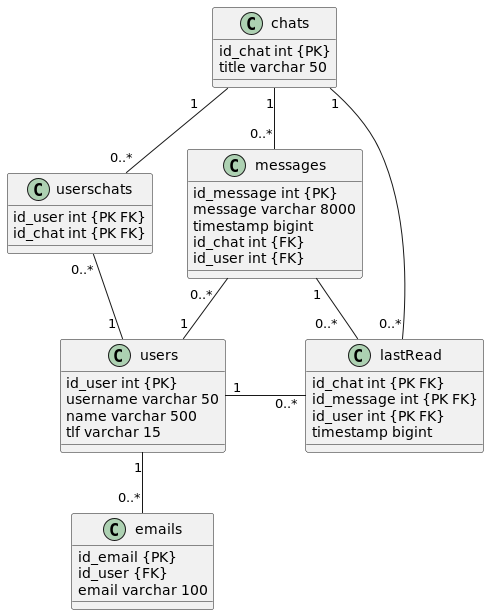 C chats
id_chat int {PK}
title varchar 50
1
1
1
0..*
0..*
C userschats
id_user int {PK FK}
id_chat int {PK FK}
C messages
id_message int {PK}
message varchar 8000
timestamp bigint
id_chat int {FK}
id_user int {FK}
0..*
0..*
1
1
1
0..*
0..*
C users
id_user int {PK}
username varchar 50
name varchar 500
tlf varchar 15
1
0..*
C lastRead
id_chat int {PK FK}
id_message int {PK FK}
id_user int {PK FK}
timestamp bigint
1
0..*
C emails
id_email {PK}
id_user {FK}
email varchar 100